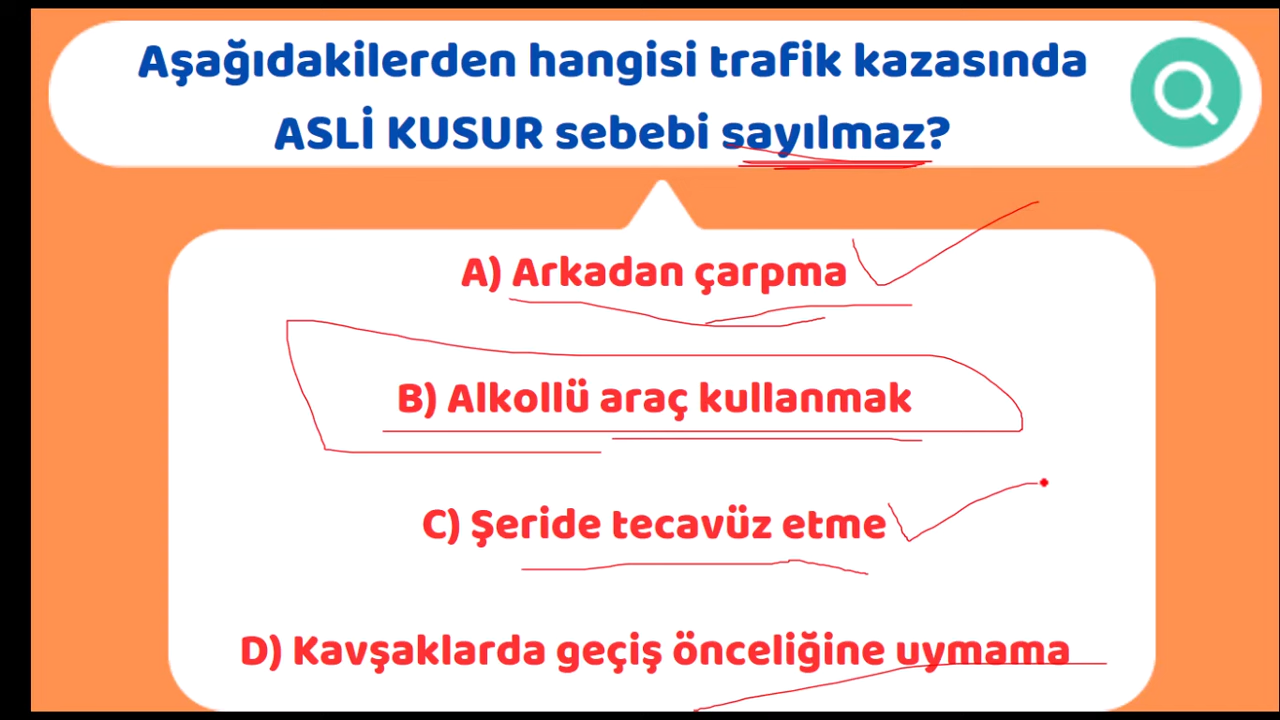 Aşağıdakilerden hangisi trafik kazasında
ASLİ KUSUR sebebi sayılmaz?
A) Arkadan çarpma
B) Alkollü araç kullanmak
C) Şeride tecavüz etme
D) Kavşaklarda geçiş önceliğine uymama